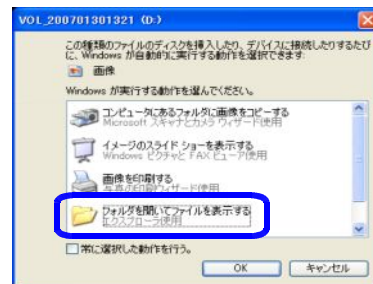 VOL_200701301321 (D:)
この種類のファイルのディスクを挿入したり、デバイスに接続したりするたび
に、Windows が自動的に実行する動作を選択できます:
画像
Windows が実行する動作を選んでください。
コンピュータにあるフォルダに画像をコピーする
Microsoft スキャナとカメラ ウィザード使用
イメージのスライド ショーを表示する
Windows ピクチャと FAX ビューア使用
画像を印刷する
写真の印刷ウィザード使用
フォルダを開いてファイルを表示する
エクスプローラ使用
常に選択した動作を行う。
OK
キャンセル